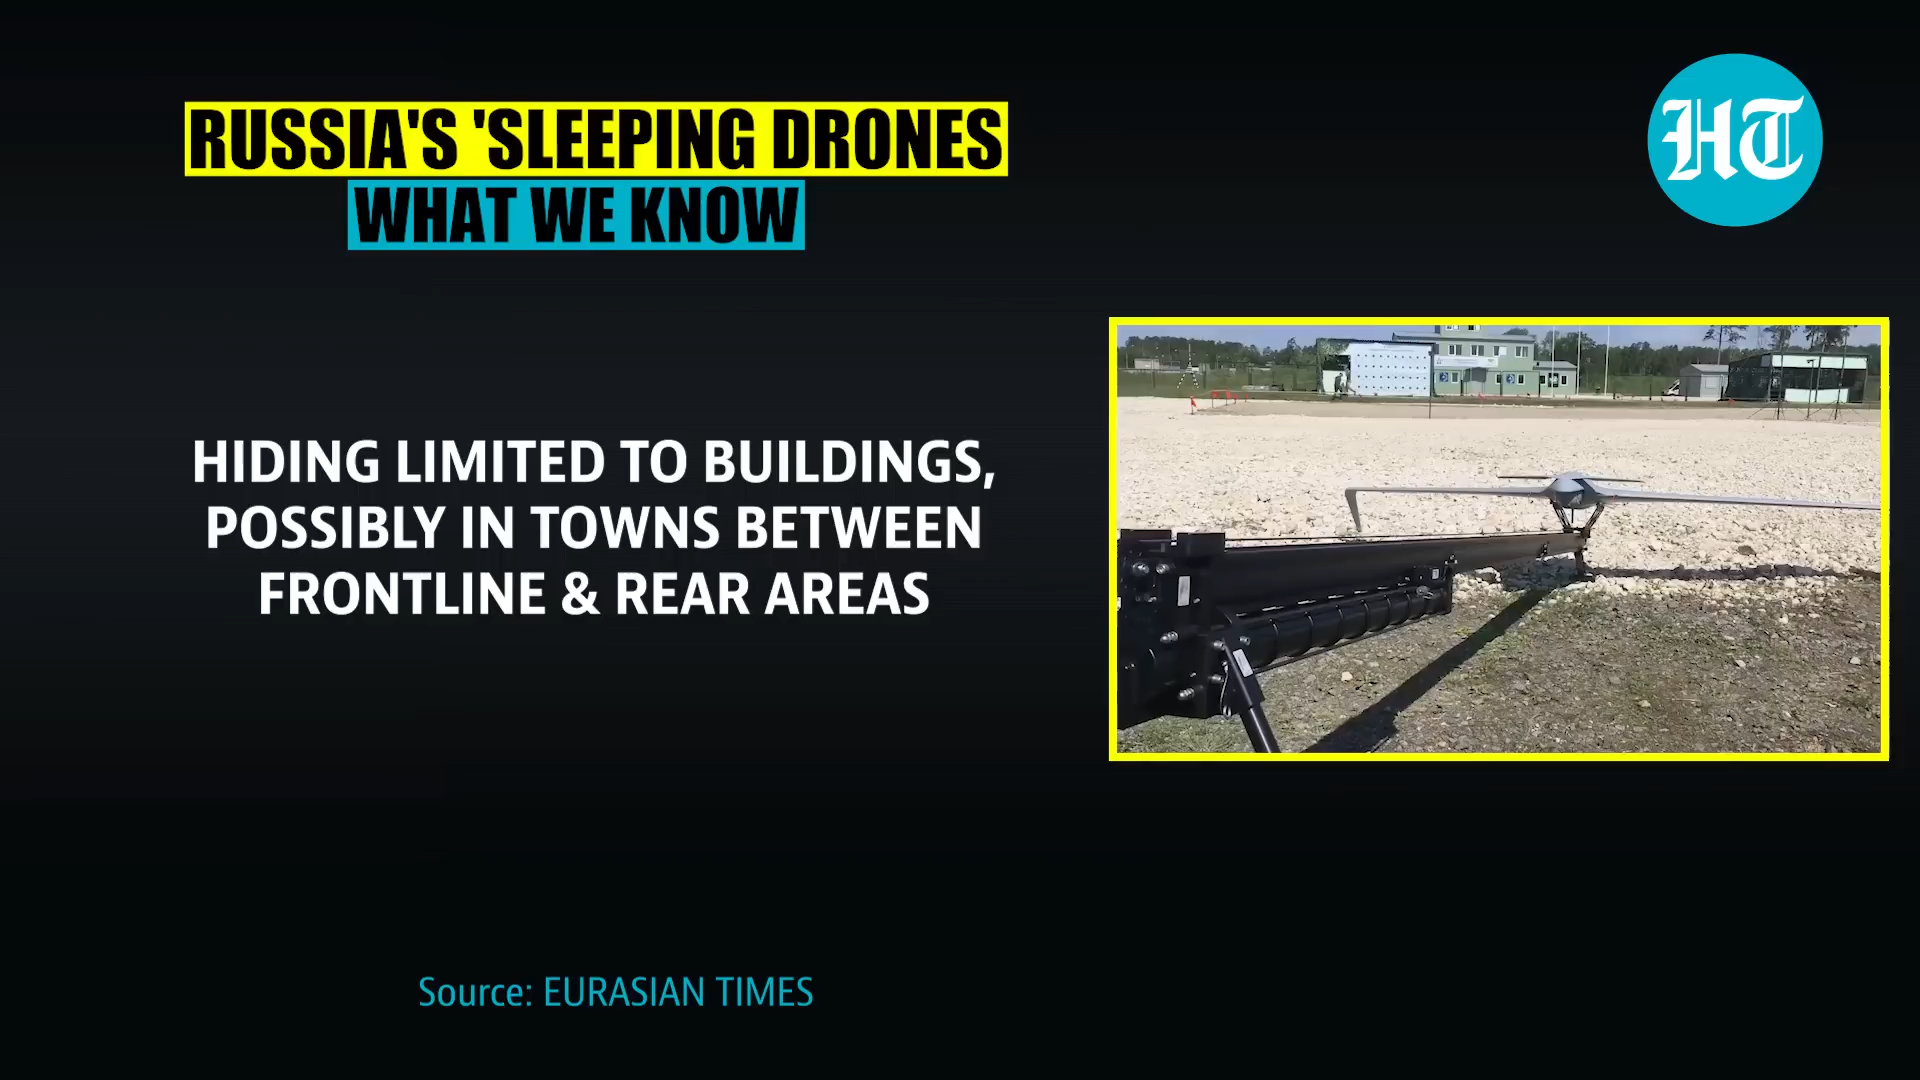 RUSSIA'S 'SLEEPING DRONES
WHAT WE KNOW
HT
HIDING LIMITED TO BUILDINGS,
POSSIBLY IN TOWNS BETWEEN
FRONTLINE & REAR AREAS
Source: EURASIAN TIMES